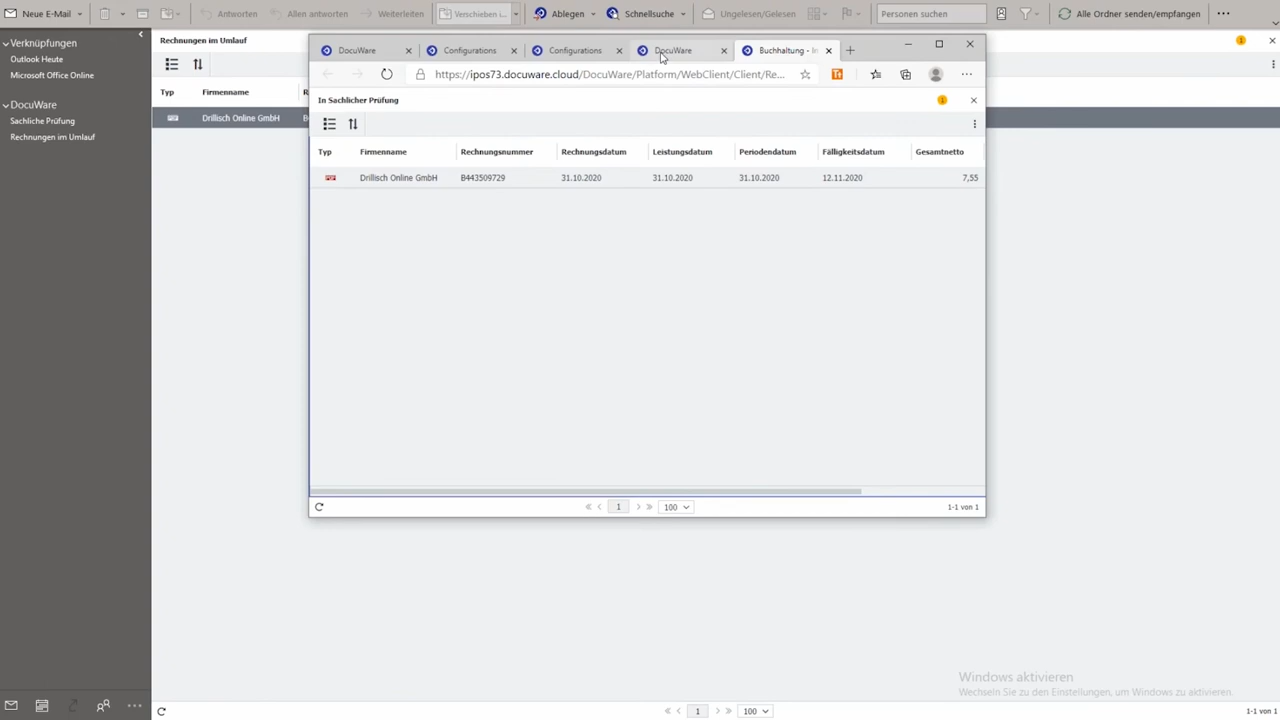 Neue E-Mail
Antworten
Allen antworten
Weiterleiten
Verschieben i...
Ablegen
Schnellsuche
Ungelesen/Gelesen
Personen suchen
Alle Ordner senden/empfangen
Verknüpfungen
Outlook Heute
Microsoft Office Online
DocuWare
Sachliche Prüfung
Rechnungen im Umlauf
Rechnungen im Umlauf
1
Typ Firmenname R
Drillisch Online GmbH B
DocuWare
Configurations
Configurations
DocuWare
Buchhaltung - In
https://ipos73.docuware.cloud/DocuWare/Platform/WebClient/Client/Re...
In Sachlicher Prüfung
1
Typ Firmenname Rechnungsnummer Rechnungsdatum Leistungsdatum Periodendatum Fälligkeitsdatum Gesamtnetto
Drillisch Online GmbH B443509729 31.10.2020 31.10.2020 31.10.2020 12.11.2020 7,55
1 100 1-1 von 1
Windows aktivieren
Wechseln Sie zu den Einstellungen, um Windows zu aktivieren.
1 100 1-1 von 1